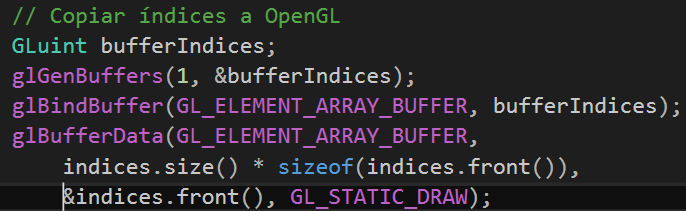 // Copiar índices a OpenGL
GLuint bufferIndices;
glGenBuffers(1, &bufferIndices);
glBindBuffer(GL_ELEMENT_ARRAY_BUFFER, bufferIndices);
glBufferData(GL_ELEMENT_ARRAY_BUFFER,
    indices.size() * sizeof(indices.front()),
    &indices.front(), GL_STATIC_DRAW);